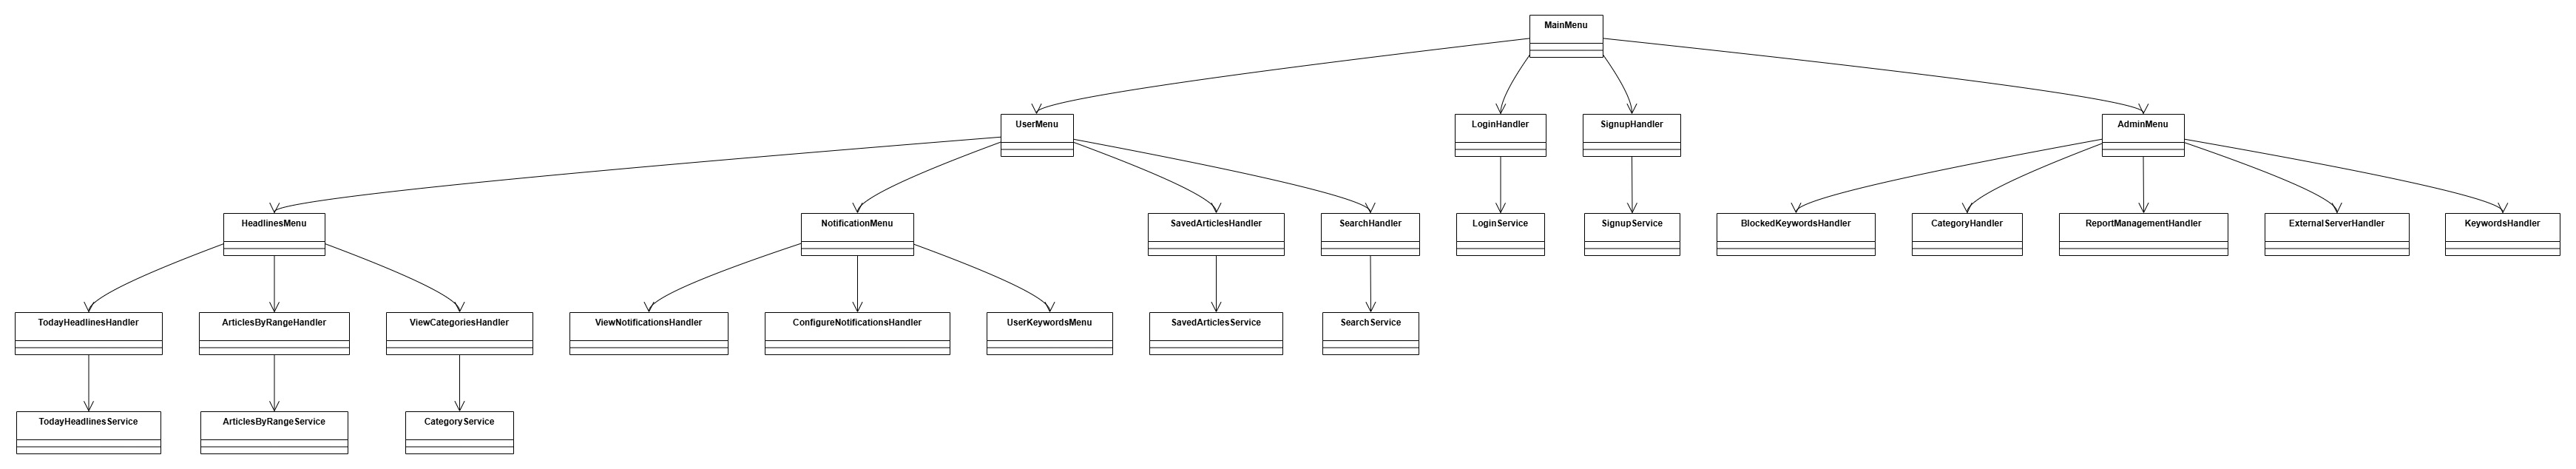 MainMenu
UserMenu
LoginHandler
SignupHandler
AdminMenu
HeadlinesMenu
NotificationMenu
SavedArticlesHandler
SearchHandler
LoginService
SignupService
BlockedKeywordsHandler
CategoryHandler
ReportManagementHandler
ExternalServerHandler
KeywordsHandler
TodayHeadlinesHandler
ArticlesByRangeHandler
ViewCategoriesHandler
ViewNotificationsHandler
ConfigureNotificationsHandler
UserKeywordsMenu
SavedArticlesService
SearchService
TodayHeadlinesService
ArticlesByRangeService
CategoryService